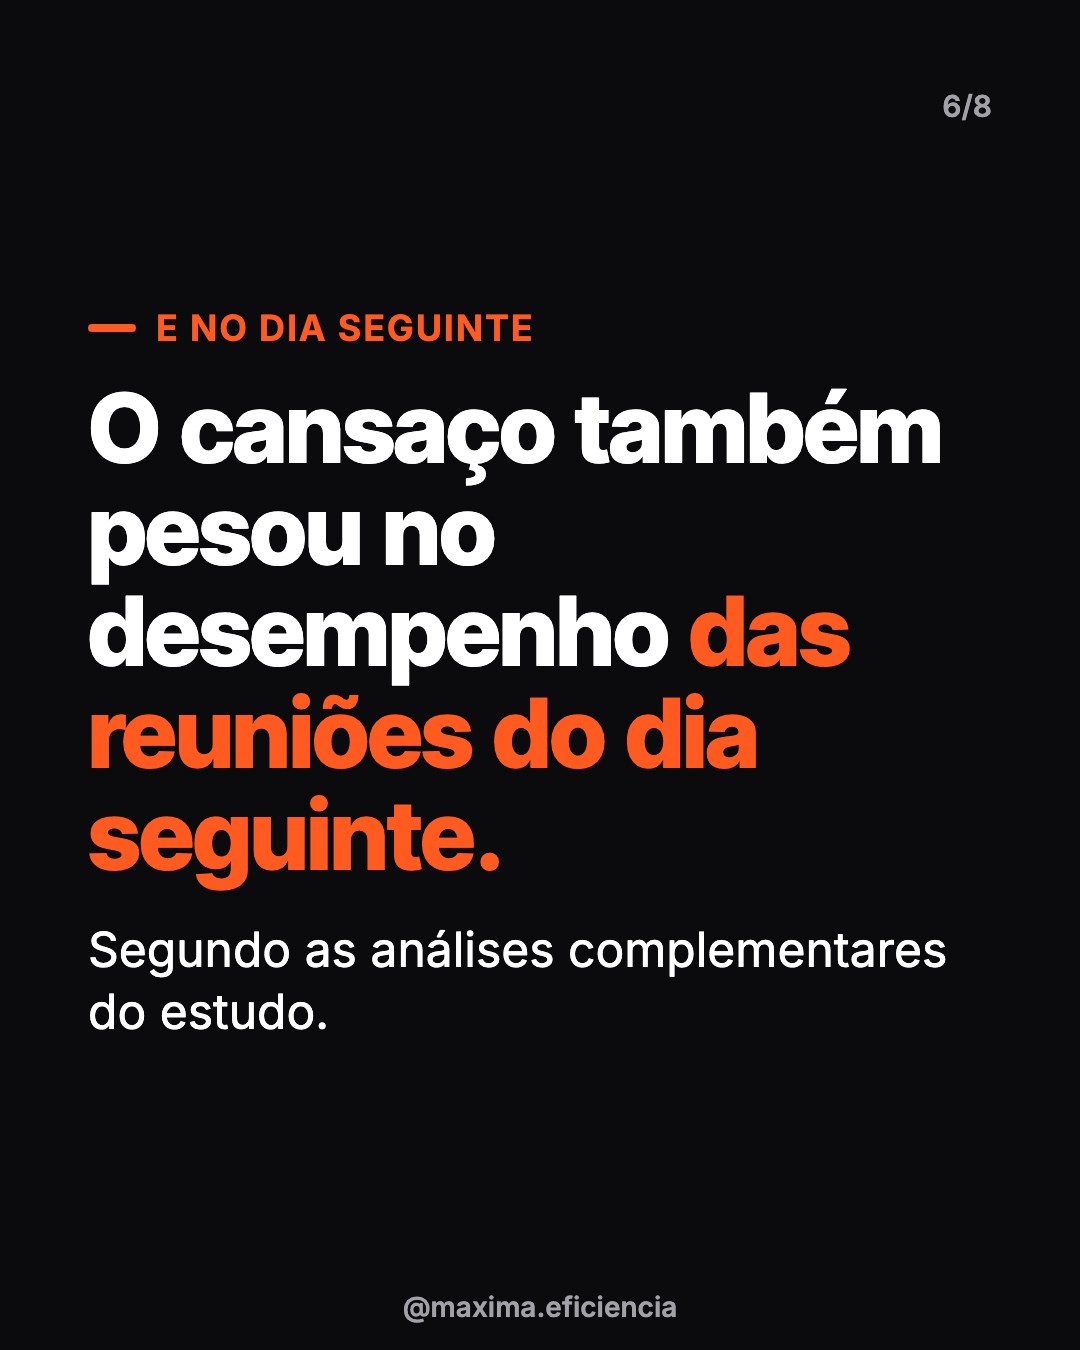 6/8
E NO DIA SEGUINTE
O cansaço também
pesou no
desempenho das
reuniões do dia
seguinte.
Segundo as análises complementares
do estudo.
@maxima.eficiencia